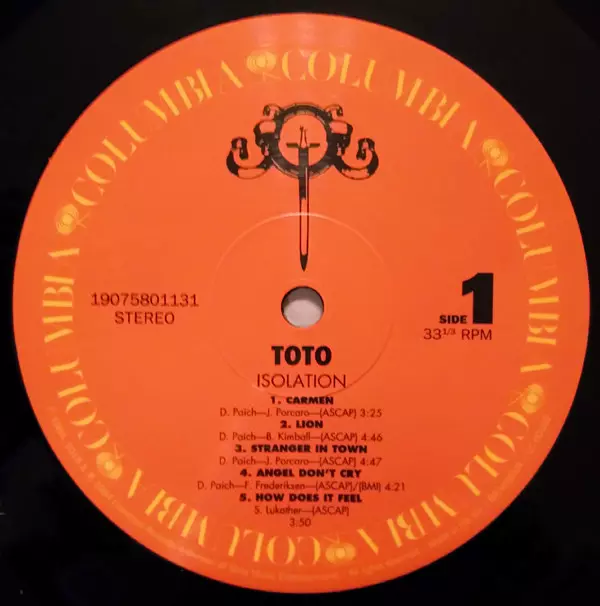 COLUMBIA COLUMBIA COLUMBIA COLUMBIA COLUMBIA COLUMBIA
19075801131
STEREO
SIDE 1
33 1/3 RPM
TOTO
ISOLATION
1. CARMEN
D. Paich—J. Porcaro—(ASCAP) 3:25
2. LION
D. Paich—B. Kimball—(ASCAP) 4:46
3. STRANGER IN TOWN
D. Paich—J. Porcaro—(ASCAP) 4:47
4. ANGEL DON'T CRY
D. Paich—F. Frederiksen—(ASCAP)/(BMI) 4:21
5. HOW DOES IT FEEL
S. Lukather—(ASCAP)
3:50